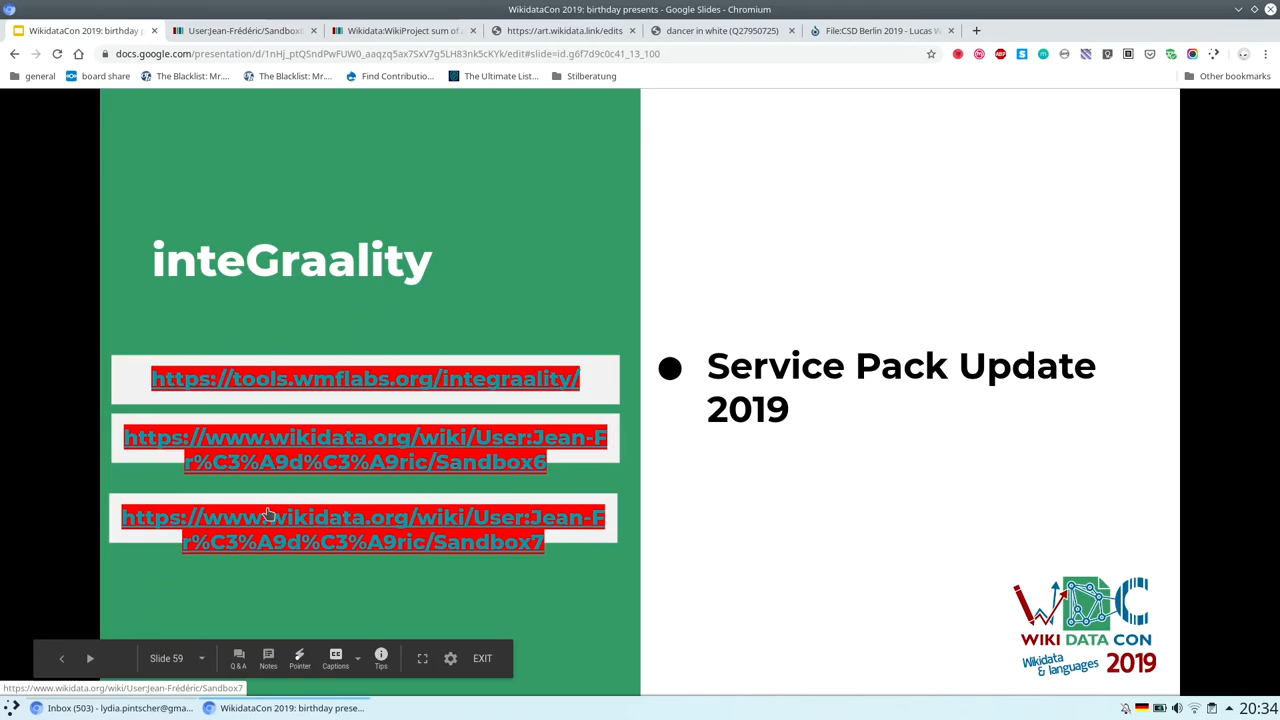 WikidataCon 2019: birthday presents - Google Slides - Chromium
WikidataCon 2019: birthday p
User:Jean-Frédéric/Sandbox
Wikidata:WikiProject sum of
https://art.wikidata.link/edits
dancer in white (Q27950725)
File:CSD Berlin 2019 - Lucas W
docs.google.com/presentation/d/1nHj_ptQSndPwFUW0_aaqzq5ax7SxV7g5LH83nk5cKYk/edit#slide=id.g6f7d9c0c41_13_100
general
board share
The Blacklist: Mr....
The Blacklist: Mr....
Find Contributio...
The Ultimate List...
Stilberatung
Other bookmarks
inteGraality
https://tools.wmflabs.org/integraality/
https://www.wikidata.org/wiki/User:Jean-F
r%C3%A9d%C3%A9ric/Sandbox6
https://www.wikidata.org/wiki/User:Jean-F
r%C3%A9d%C3%A9ric/Sandbox7
● Service Pack Update
2019
WDC
WIKI DATA CON
Wikidata
& languages 2019
Slide 59
Q & A
Notes
Pointer
Captions
Tips
EXIT
https://www.wikidata.org/wiki/User:Jean-Frédéric/Sandbox7
Inbox (503) - lydia.pintscher@gma...
WikidataCon 2019: birthday prese...
20:34